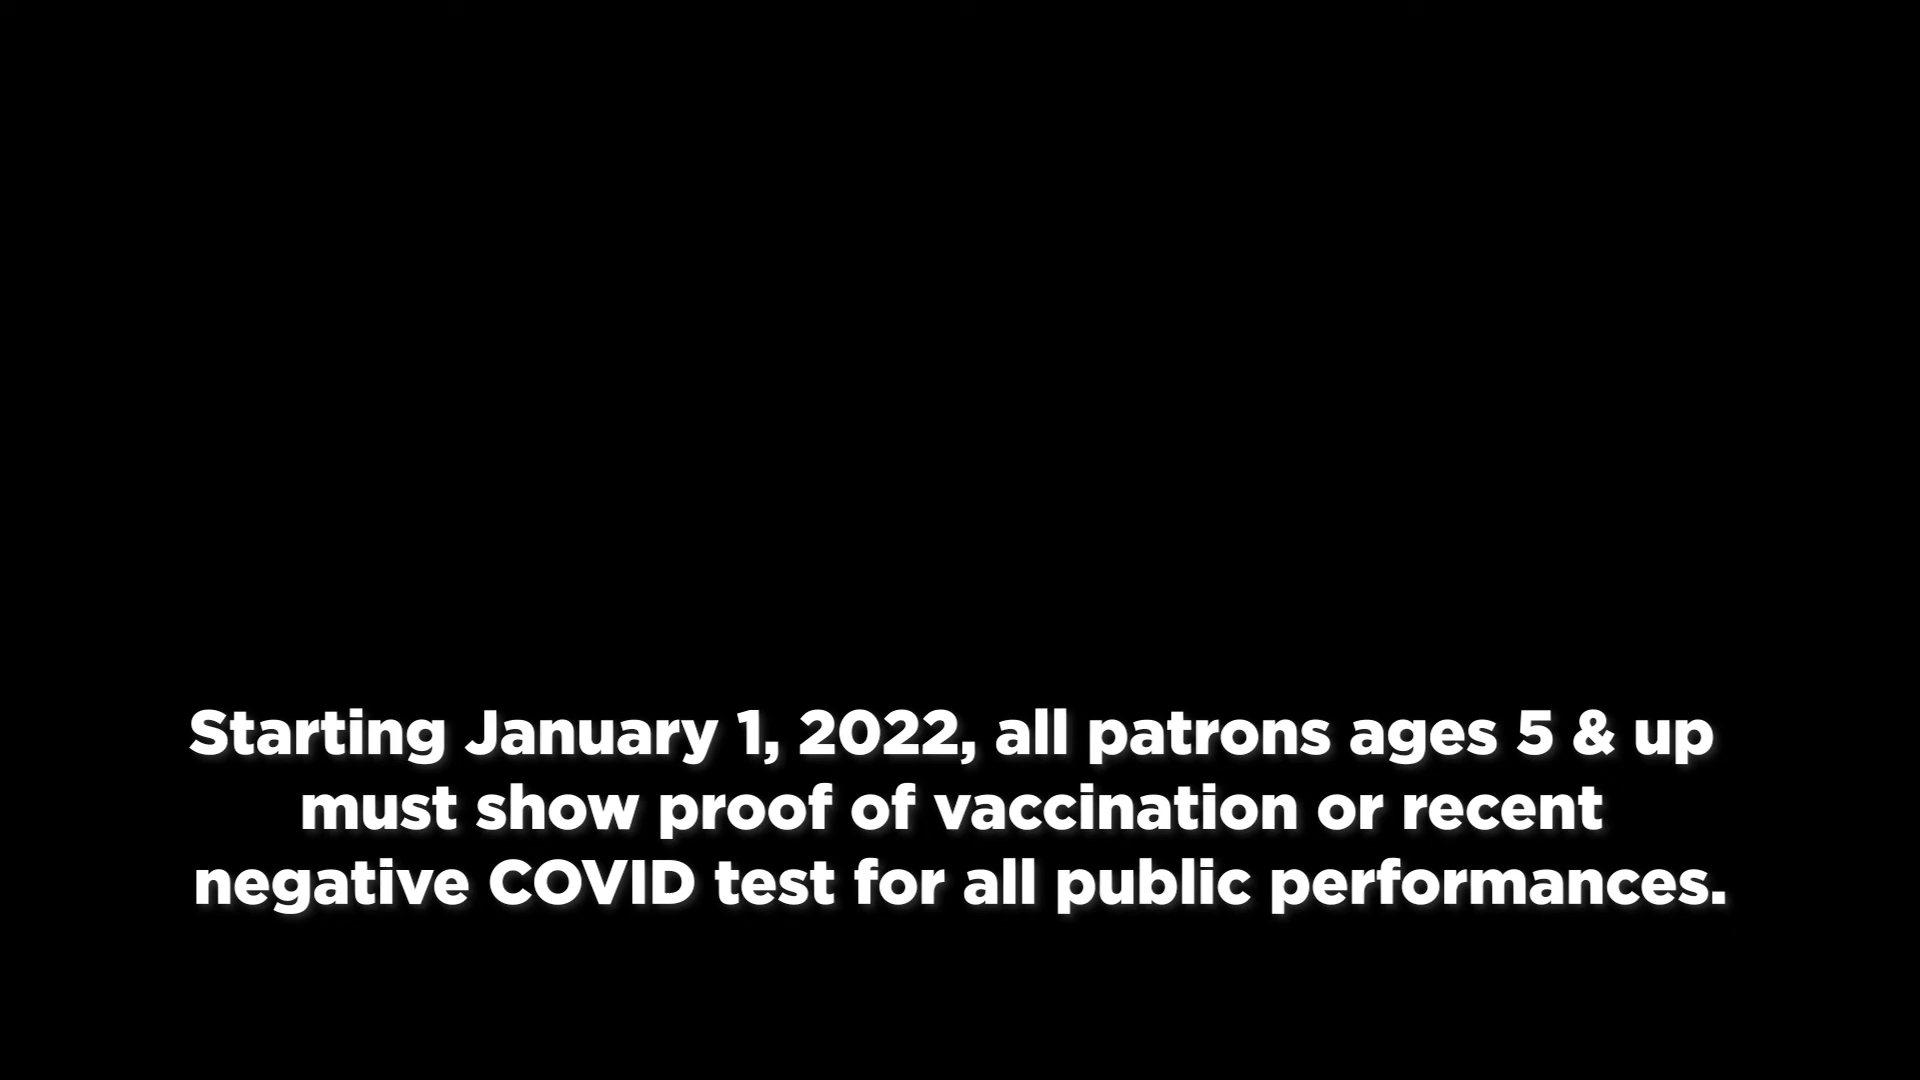 Starting January 1, 2022, all patrons ages 5 & up
must show proof of vaccination or recent
negative COVID test for all public performances.